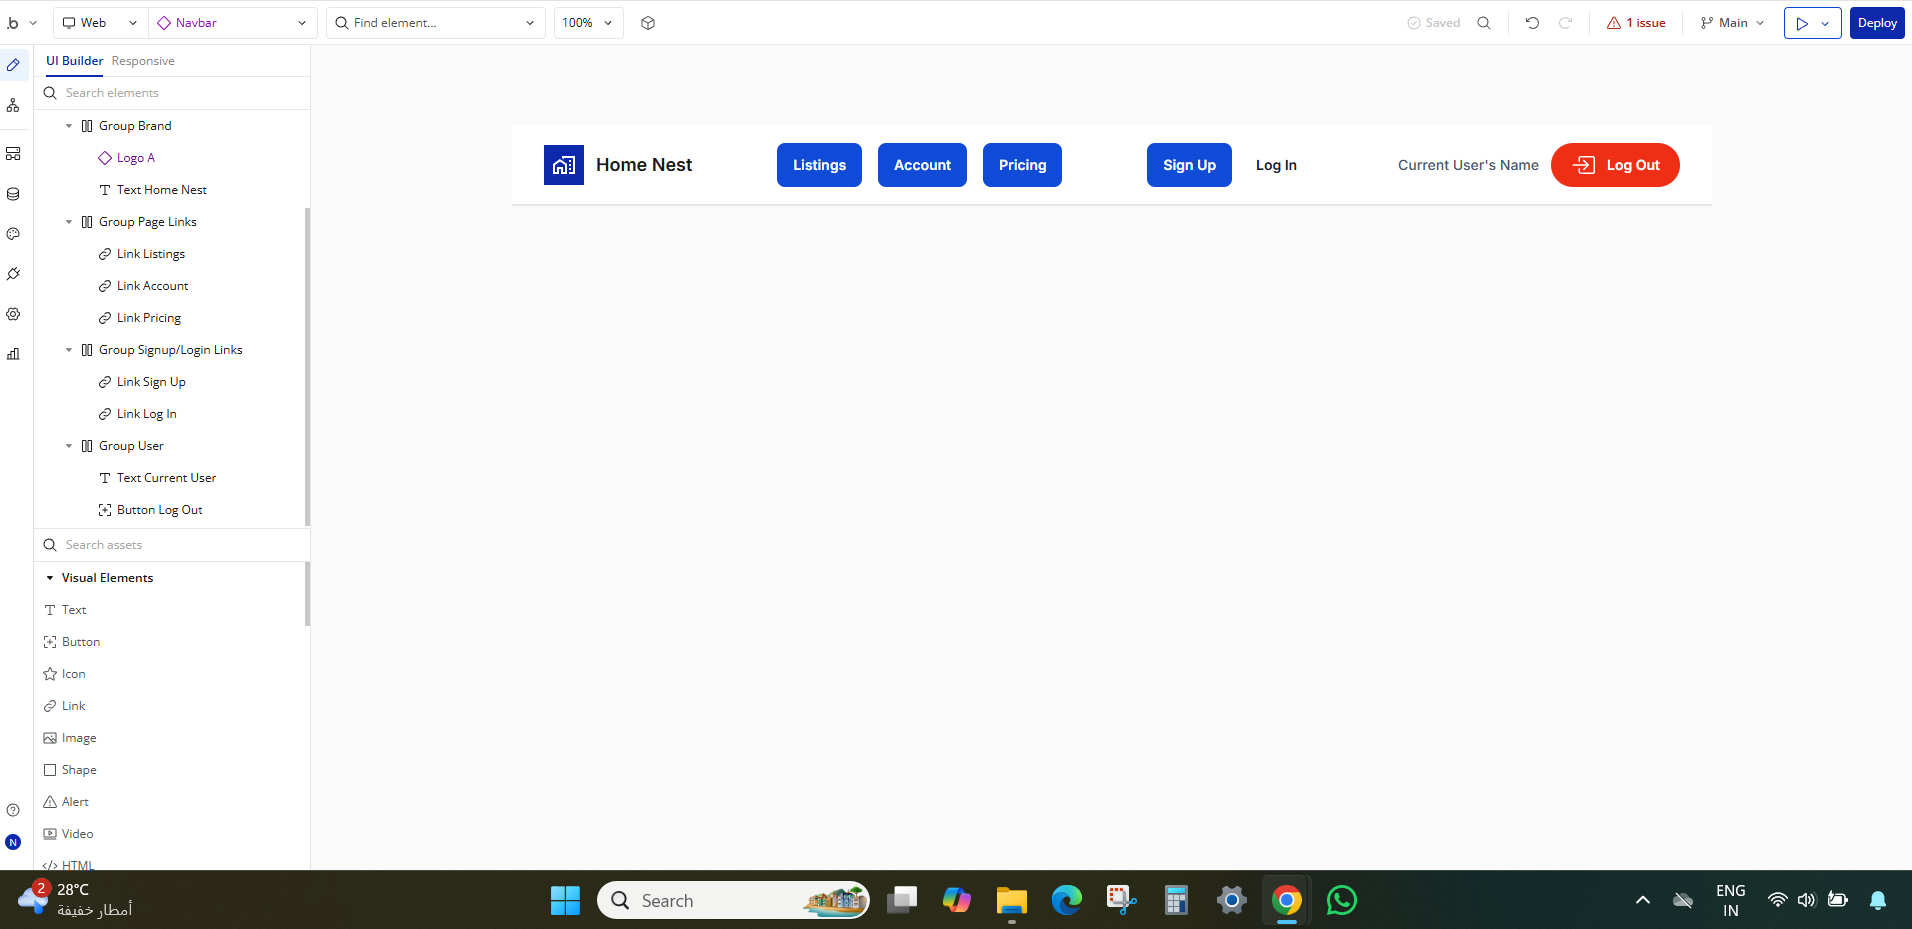 .b
Web
Navbar
Find element...
100%
Saved
1 issue
Main
Deploy
UI Builder
Responsive
Search elements
Group Brand
Logo A
Text Home Nest
Group Page Links
Link Listings
Link Account
Link Pricing
Group Signup/Login Links
Link Sign Up
Link Log In
Group User
Text Current User
Button Log Out
Search assets
Visual Elements
Text
Button
Icon
Link
Image
Shape
Alert
Video
HTML
N
Home Nest
Listings
Account
Pricing
Sign Up
Log In
Current User's Name
Log Out
2
28°C
أمطار خفيفة
Search
ENG
IN